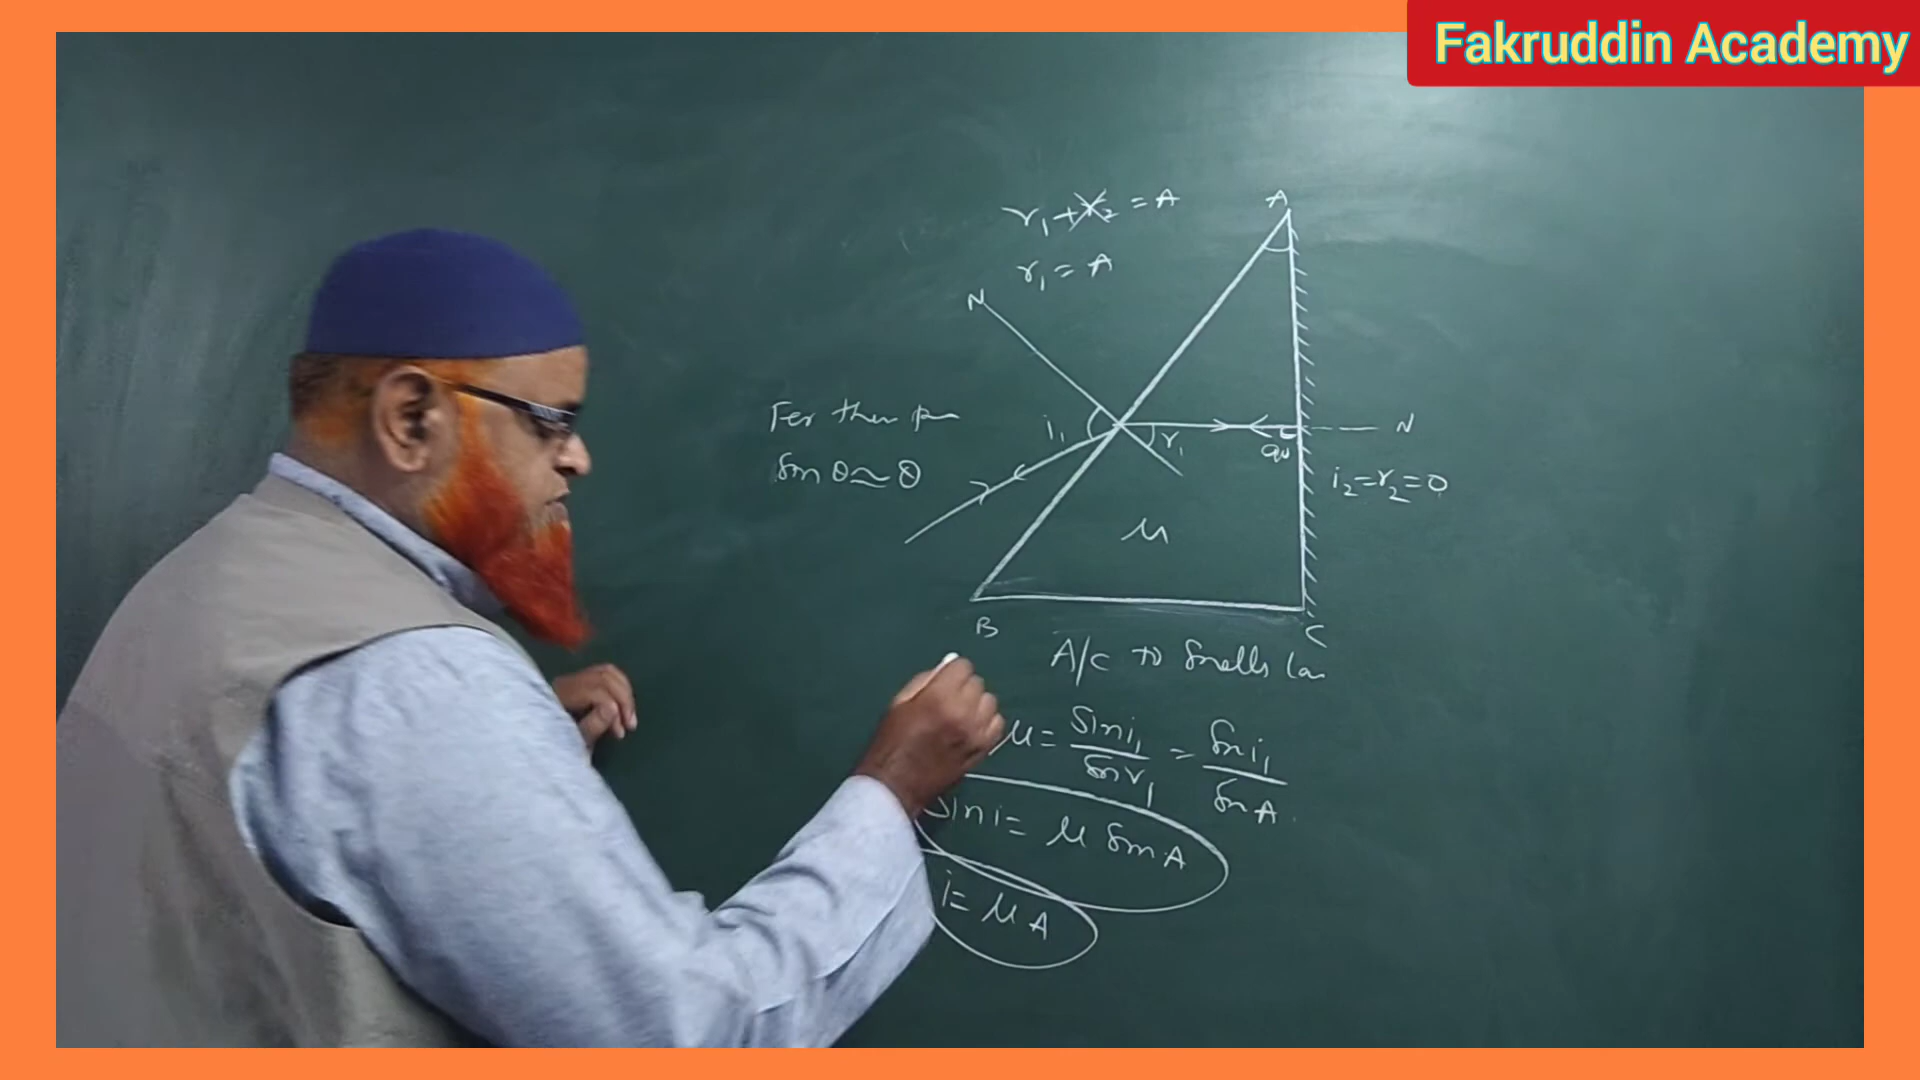 Fakruddin Academy
r₁ + r₂ = A
r₁ = A
A
N
For thin
Sin θ ≃ θ
i₁
r₁
90
N
i₂ = r₂ = 0
μ
B
C
A/c to Snells la
μ = Sin i₁ / Sin r₁ = Sin i₁ / Sin A
Sin i = μ Sin A
i = μ A